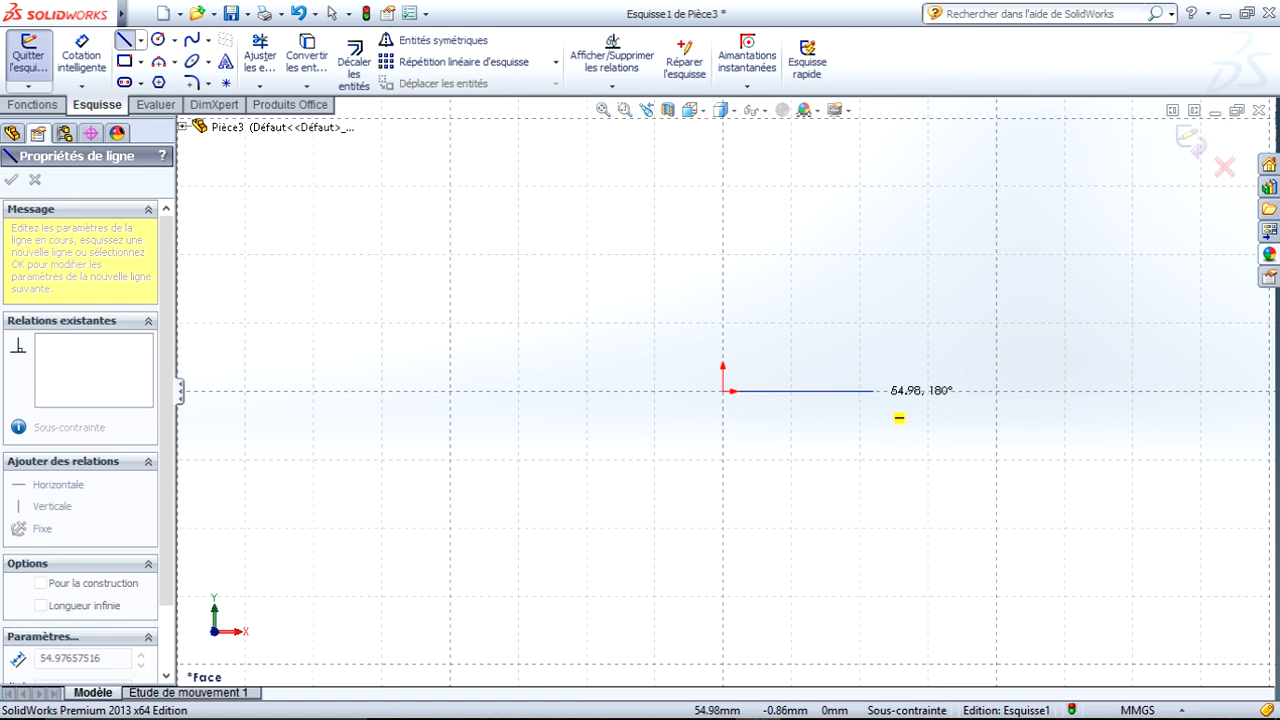 SOLIDWORKS
Esquisse1 de Pièce3 *
Rechercher dans l'aide de SolidWorks
Quitter l'esqui...
Cotation intelligente
Ajuster les e...
Convertir les ent...
Décaler les entités
Entités symétriques
Répétition linéaire d'esquisse
Déplacer les entités
Afficher/Supprimer les relations
Réparer l'esquisse
Aimantations instantanées
Esquisse rapide
Fonctions
Esquisse
Evaluer
DimXpert
Produits Office
Pièce3 (Défaut<<Défaut>_...
Propriétés de ligne
?
Message
Editez les paramètres de la
ligne en cours, esquissez une
nouvelle ligne ou sélectionnez
OK pour modifier les
paramètres de la nouvelle ligne
suivante.
Relations existantes
54.98, 180°
Sous-contrainte
Ajouter des relations
Horizontale
Verticale
Fixe
Options
Pour la construction
Longueur infinie
Y
X
Paramètres...
54.97657516
*Face
Modèle
Etude de mouvement 1
SolidWorks Premium 2013 x64 Edition
54.98mm
-0.86mm
0mm
Sous-contrainte
Edition: Esquisse1
MMGS